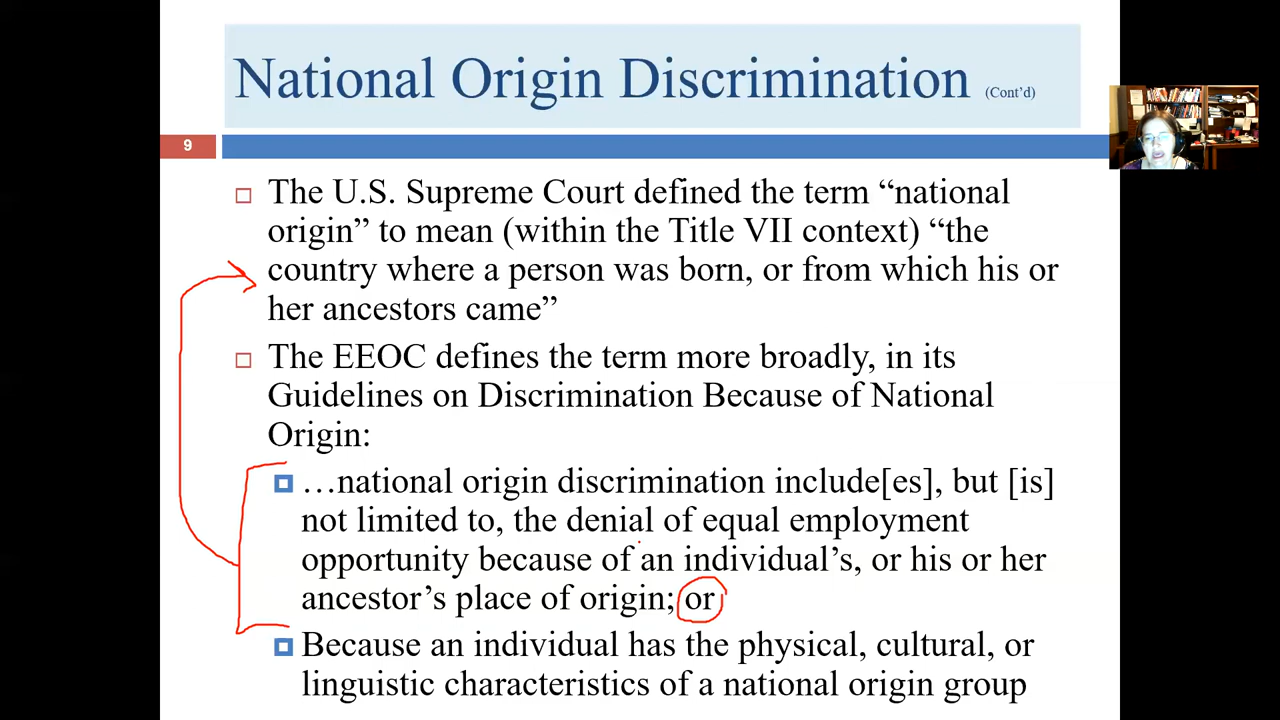 National Origin Discrimination (Cont’d)
9
The U.S. Supreme Court defined the term “national
origin” to mean (within the Title VII context) “the
country where a person was born, or from which his or
her ancestors came”
The EEOC defines the term more broadly, in its
Guidelines on Discrimination Because of National
Origin:
…national origin discrimination include[es], but [is]
not limited to, the denial of equal employment
opportunity because of an individual’s, or his or her
ancestor’s place of origin; or
Because an individual has the physical, cultural, or
linguistic characteristics of a national origin group